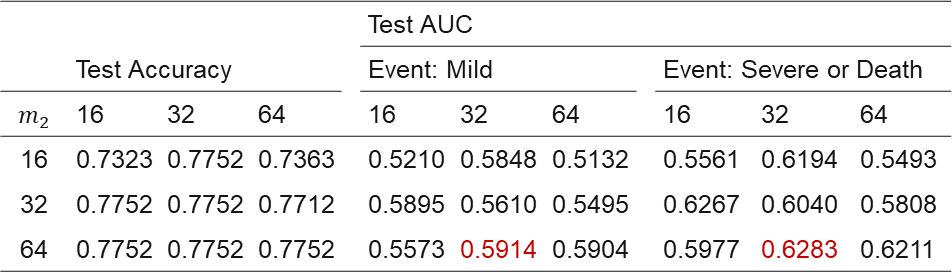 Test AUC
Test Accuracy Event: Mild Event: Severe or Death
𝑚₂ 16 32 64 16 32 64 16 32 64
16 0.7323 0.7752 0.7363 0.5210 0.5848 0.5132 0.5561 0.6194 0.5493
32 0.7752 0.7752 0.7712 0.5895 0.5610 0.5495 0.6267 0.6040 0.5808
64 0.7752 0.7752 0.7752 0.5573 0.5914 0.5904 0.5977 0.6283 0.6211